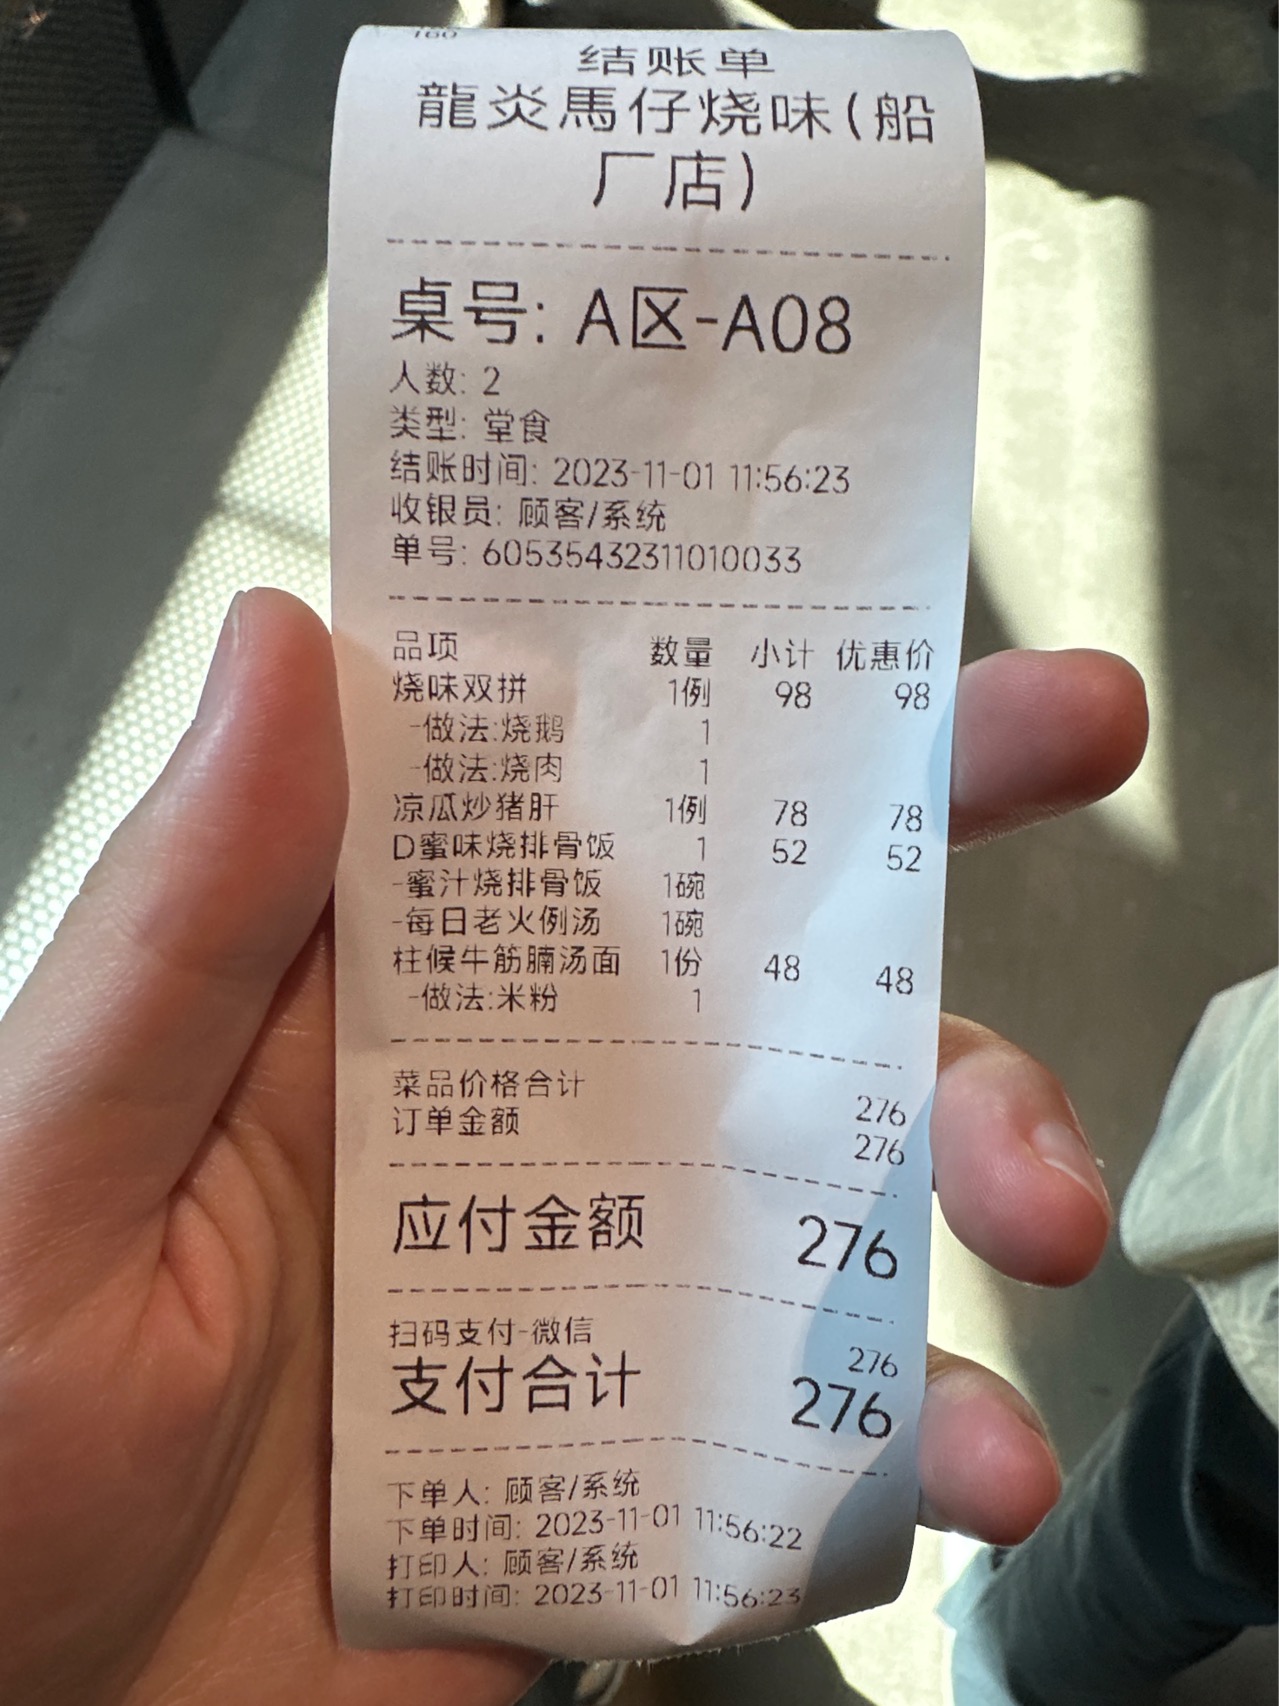 结账单
龍炎馬仔烧味(船
厂店)
桌号: A区-A08
人数: 2
类型: 堂食
结账时间: 2023-11-01 11:56:23
收银员: 顾客/系统
单号: 60535432311010033
品项 数量 小计 优惠价
烧味双拼 1例 98 98
-做法:烧鹅 1
-做法:烧肉 1
凉瓜炒猪肝 1例 78 78
D蜜味烧排骨饭 1 52 52
-蜜汁烧排骨饭 1碗
-每日老火例汤 1碗
柱候牛筋腩汤面 1份 48 48
-做法:米粉 1
菜品价格合计 276
订单金额 276
应付金额 276
扫码支付-微信 276
支付合计 276
下单人: 顾客/系统
下单时间: 2023-11-01 11:56:22
打印人: 顾客/系统
打印时间: 2023-11-01 11:56:23